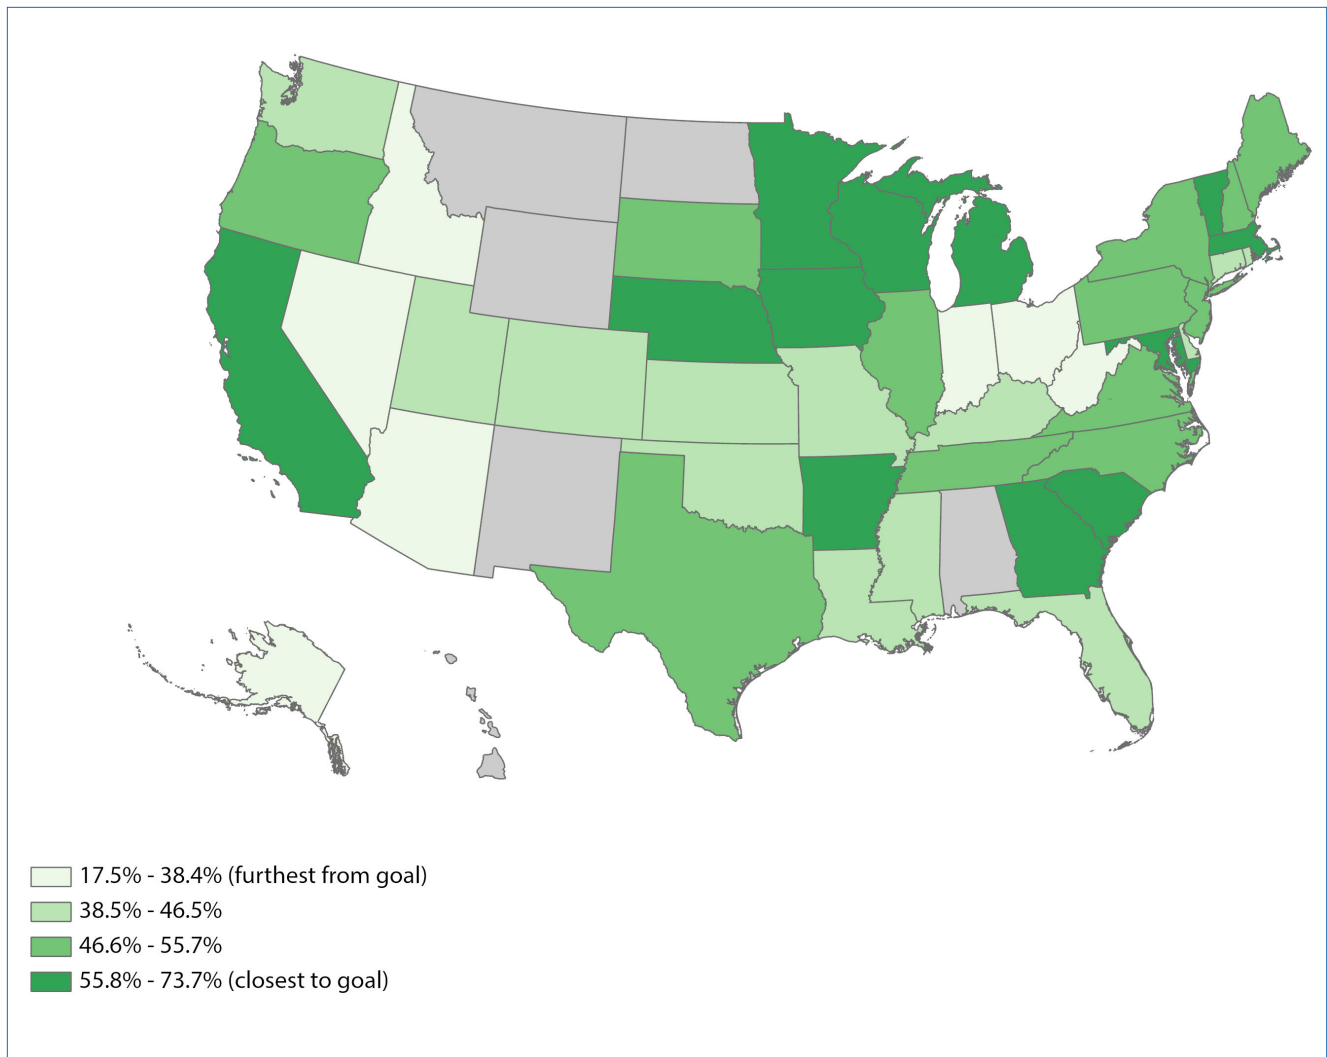 17.5% - 38.4% (furthest from goal)
38.5% - 46.5%
46.6% - 55.7%
55.8% - 73.7% (closest to goal)